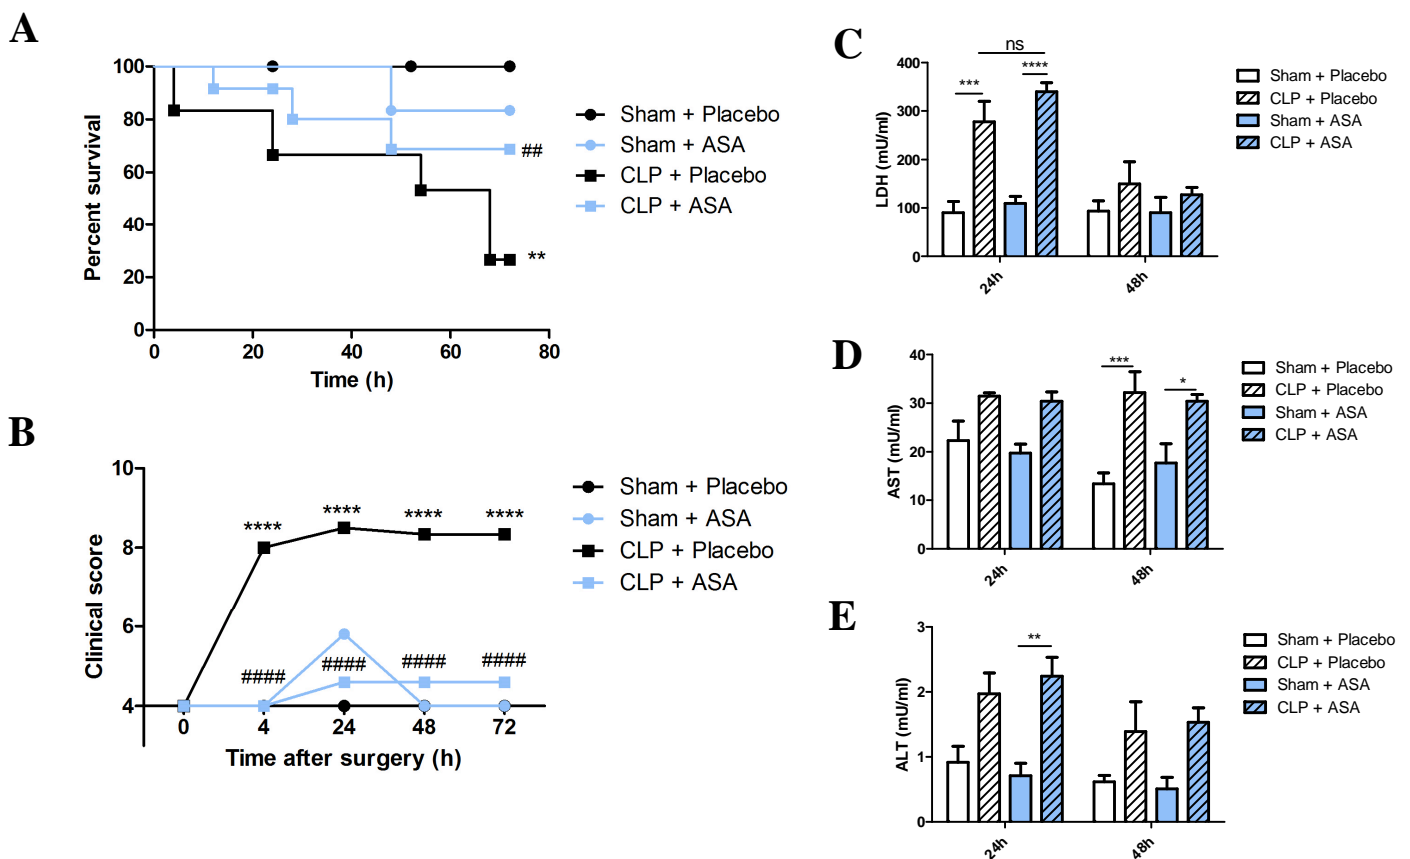 A
Percent survival
100
80
60
40
20
0
0 20 40 60 80
Time (h)
##
**
Sham + Placebo
Sham + ASA
CLP + Placebo
CLP + ASA
B
Clinical score
10
8
6
4
**** **** **** ****
#### #### #### ####
0 4 24 48 72
Time after surgery (h)
Sham + Placebo
Sham + ASA
CLP + Placebo
CLP + ASA
C
LDH (mU/ml)
400
300
200
100
0
ns
*** ****
24h 48h
Sham + Placebo
CLP + Placebo
Sham + ASA
CLP + ASA
D
AST (mU/ml)
40
30
20
10
0
*** *
24h 48h
Sham + Placebo
CLP + Placebo
Sham + ASA
CLP + ASA
E
ALT (mU/ml)
3
2
1
0
**
24h 48h
Sham + Placebo
CLP + Placebo
Sham + ASA
CLP + ASA